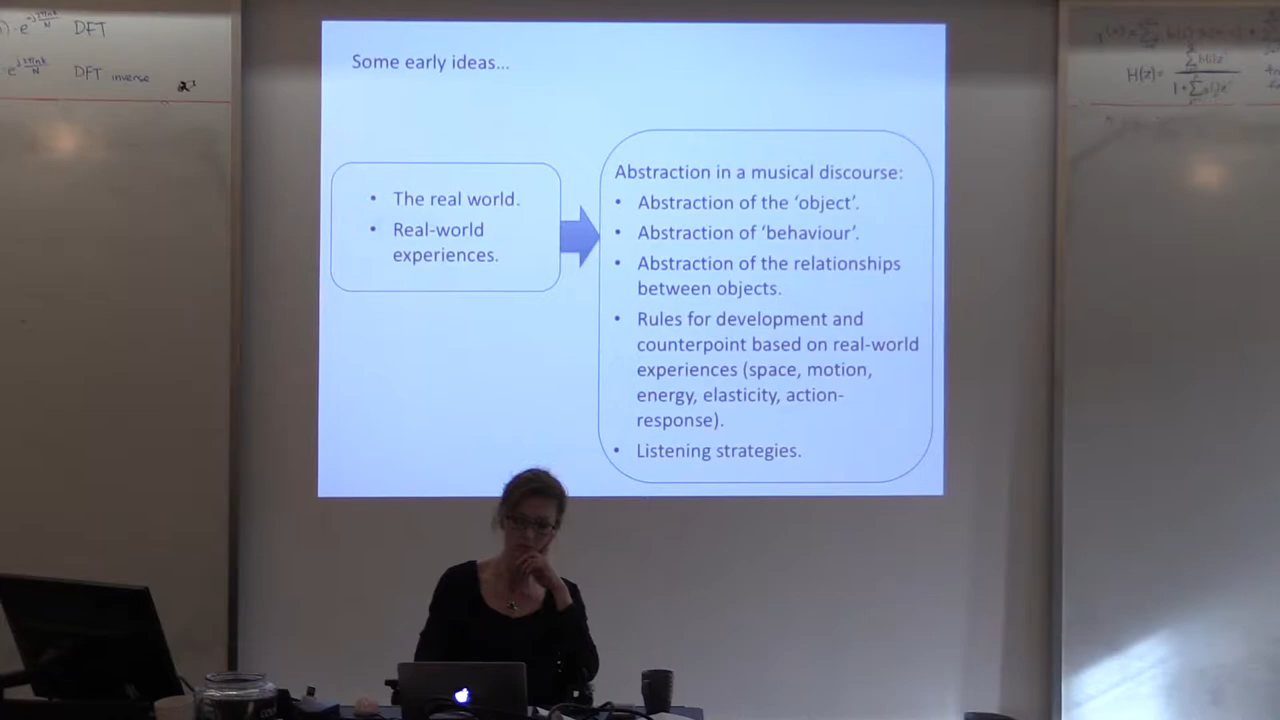 DFT
DFT inverse
Some early ideas...
• The real world.
• Real-world
experiences.
Abstraction in a musical discourse:
• Abstraction of the ‘object’.
• Abstraction of ‘behaviour’.
• Abstraction of the relationships
between objects.
• Rules for development and
counterpoint based on real-world
experiences (space, motion,
energy, elasticity, action-
response).
• Listening strategies.
H(z)=